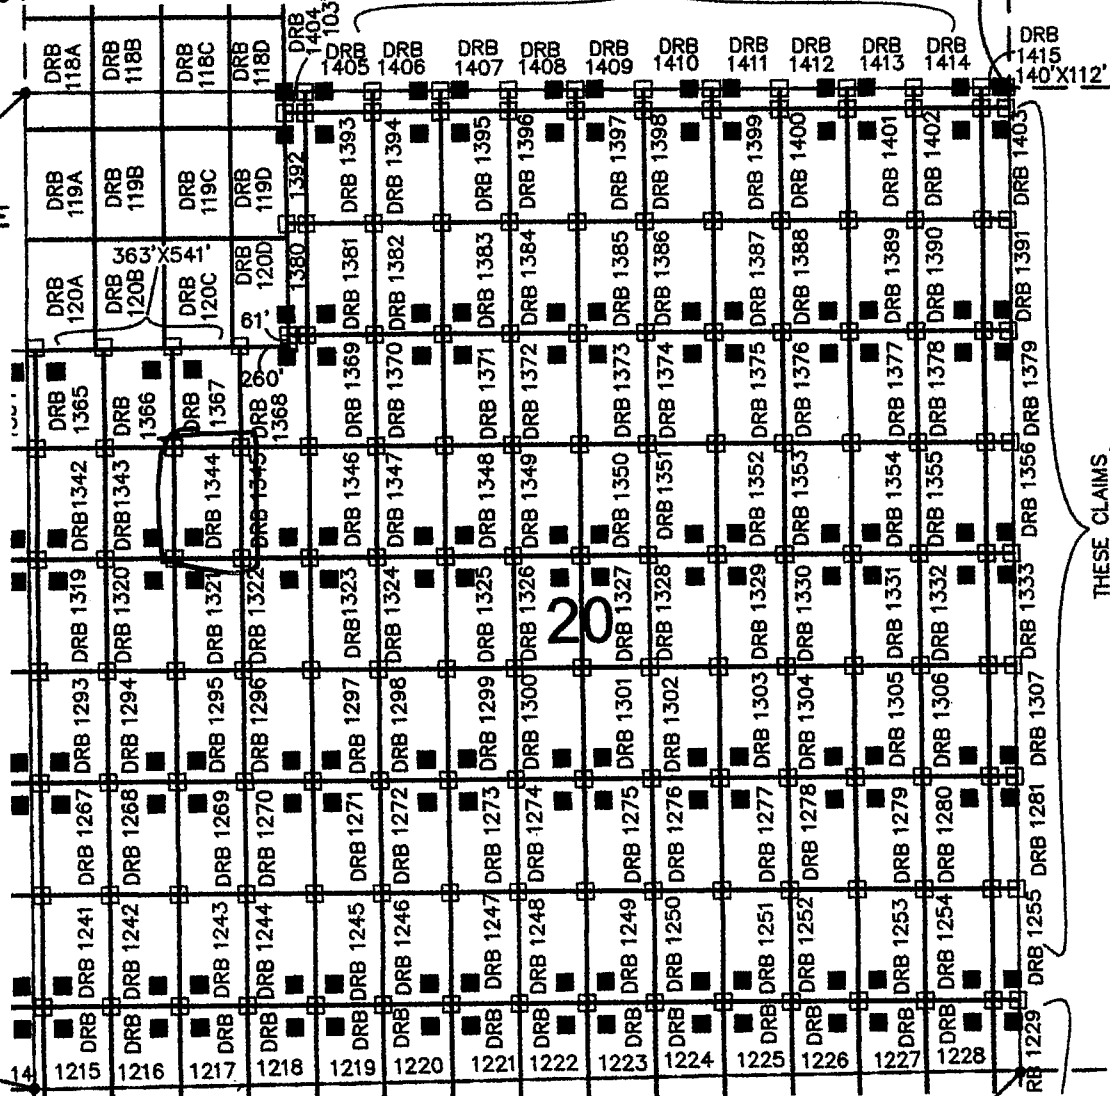 DRB 118A
DRB 118B
DRB 118C
DRB 118D
DRB 1404
103
DRB 1405
DRB 1406
DRB 1407
DRB 1408
DRB 1409
DRB 1410
DRB 1411
DRB 1412
DRB 1413
DRB 1414
DRB 1415
140'X112'
DRB 119A
DRB 119B
DRB 119C
DRB 119D
1392
DRB 1393
DRB 1394
DRB 1395
DRB 1396
DRB 1397
DRB 1398
DRB 1399
DRB 1400
DRB 1401
DRB 1402
DRB 1403
363'X541'
DRB 120A
DRB 120B
DRB 120C
DRB 120D
1380
DRB 1381
DRB 1382
DRB 1383
DRB 1384
DRB 1385
DRB 1386
DRB 1387
DRB 1388
DRB 1389
DRB 1390
DRB 1391
61'
260'
DRB 1365
DRB 1366
DRB 1367
DRB 1368
DRB 1369
DRB 1370
DRB 1371
DRB 1372
DRB 1373
DRB 1374
DRB 1375
DRB 1376
DRB 1377
DRB 1378
DRB 1379
DRB 1342
DRB 1343
DRB 1344
DRB 1345
DRB 1346
DRB 1347
DRB 1348
DRB 1349
DRB 1350
DRB 1351
DRB 1352
DRB 1353
DRB 1354
DRB 1355
DRB 1356
THESE CLAIMS
DRB 1319
DRB 1320
DRB 1321
DRB 1322
DRB 1323
DRB 1324
DRB 1325
DRB 1326
20
DRB 1327
DRB 1328
DRB 1329
DRB 1330
DRB 1331
DRB 1332
DRB 1333
DRB 1293
DRB 1294
DRB 1295
DRB 1296
DRB 1297
DRB 1298
DRB 1299
DRB 1300
DRB 1301
DRB 1302
DRB 1303
DRB 1304
DRB 1305
DRB 1306
DRB 1307
DRB 1267
DRB 1268
DRB 1269
DRB 1270
DRB 1271
DRB 1272
DRB 1273
DRB 1274
DRB 1275
DRB 1276
DRB 1277
DRB 1278
DRB 1279
DRB 1280
DRB 1281
DRB 1241
DRB 1242
DRB 1243
DRB 1244
DRB 1245
DRB 1246
DRB 1247
DRB 1248
DRB 1249
DRB 1250
DRB 1251
DRB 1252
DRB 1253
DRB 1254
DRB 1255
14
DRB 1215
DRB 1216
DRB 1217
DRB 1218
DRB 1219
DRB 1220
DRB 1221
DRB 1222
DRB 1223
DRB 1224
DRB 1225
DRB 1226
DRB 1227
DRB 1228
RB 1229